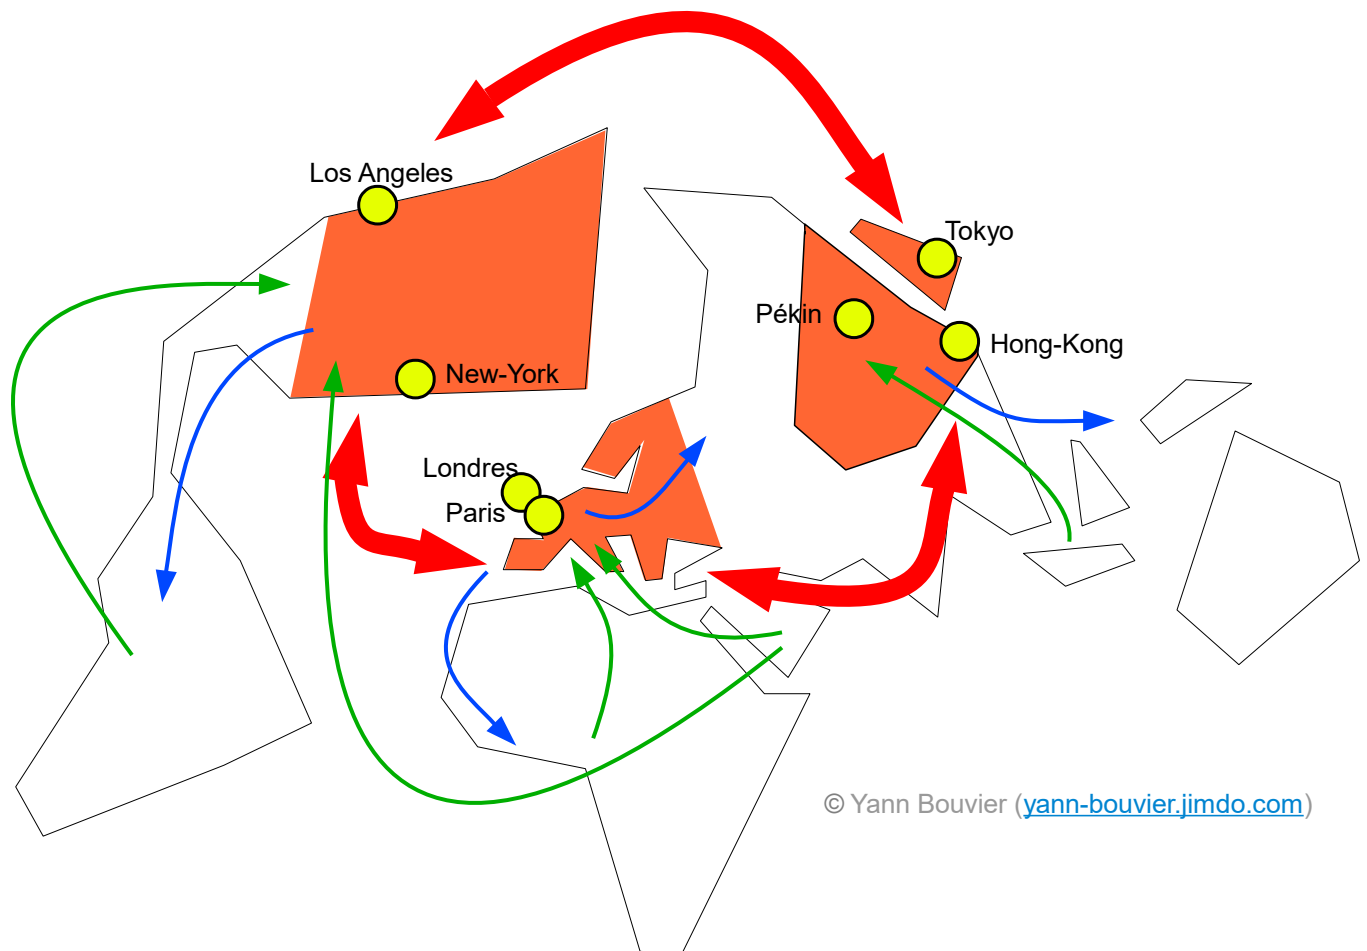 Los Angeles
Tokyo
Pékin
Hong-Kong
New-York
Londres
Paris
© Yann Bouvier (yann-bouvier.jimdo.com)